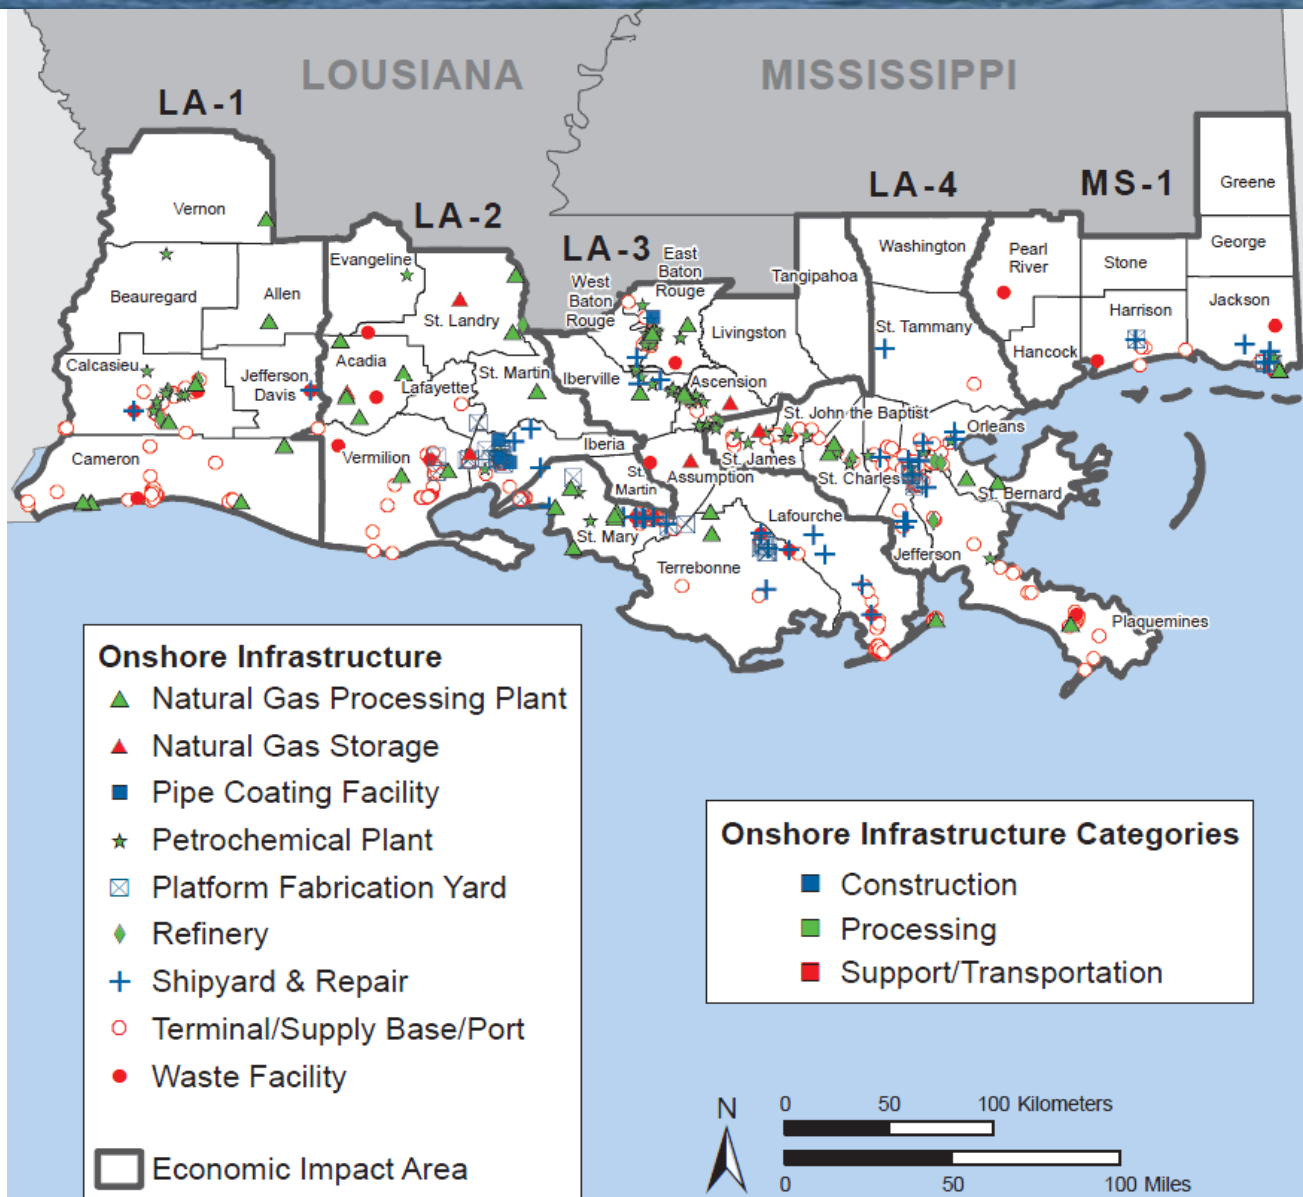 LOUSIANA
MISSISSIPPI
LA-1
LA-2
LA-3
LA-4
MS-1
Greene
Vernon
George
Washington
Pearl
River
Evangeline
East
Baton
Rouge
West
Baton
Rouge
Tangipahoa
Stone
Beauregard
Allen
St. Landry
Livingston
St. Tammany
Harrison
Jackson
Hancock
Calcasieu
Jefferson
Davis
Acadia
Lafayette
St. Martin
Iberville
Ascension
St. John the Baptist
Orleans
Cameron
Vermilion
Iberia
St.
Martin
Assumption
St. James
St. Charles
St. Bernard
St. Mary
Lafourche
Terrebonne
Jefferson
Plaquemines
Onshore Infrastructure
Natural Gas Processing Plant
Natural Gas Storage
Pipe Coating Facility
Petrochemical Plant
Platform Fabrication Yard
Refinery
Shipyard & Repair
Terminal/Supply Base/Port
Waste Facility
Economic Impact Area
Onshore Infrastructure Categories
Construction
Processing
Support/Transportation
N
0 50 100 Kilometers
0 50 100 Miles